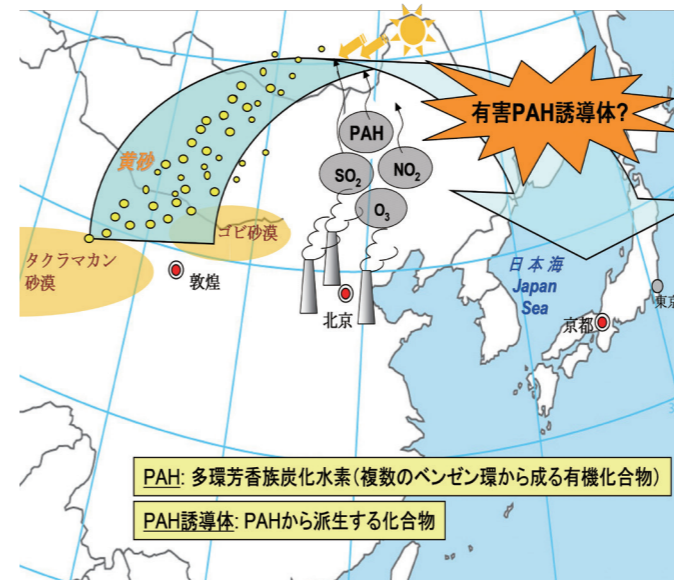 有害PAH誘導体?
PAH
黄砂
SO2
NO2
O3
ゴビ砂漠
タクラマカン
砂漠
敦煌
北京
日本海
Japan
Sea
東京
京都
PAH: 多環芳香族炭化水素(複数のベンゼン環から成る有機化合物)
PAH誘導体: PAHから派生する化合物